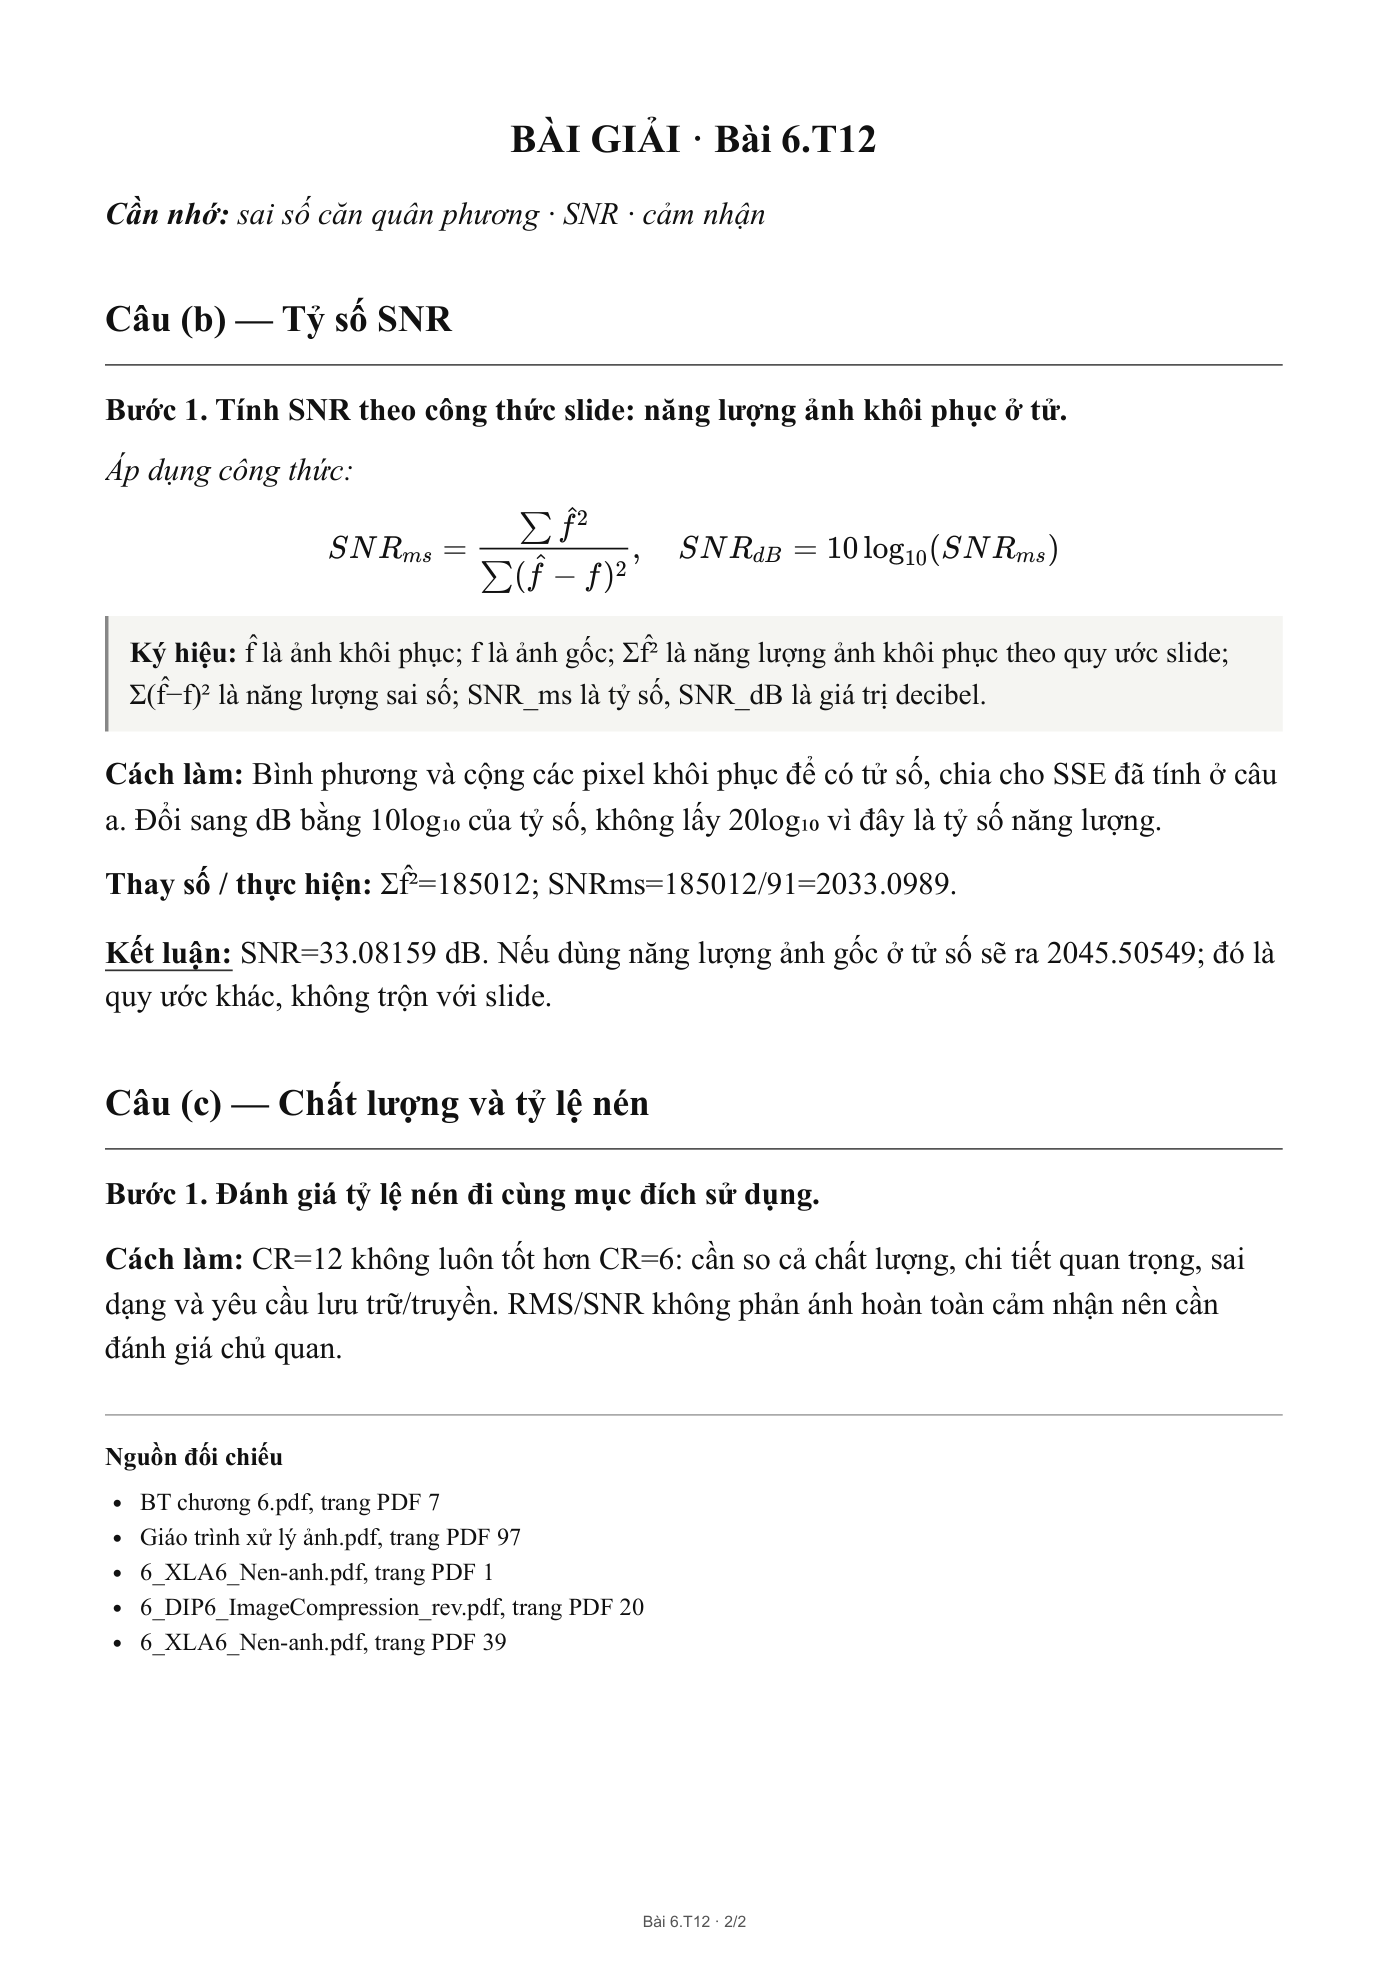 BÀI GIẢI · Bài 6.T12
Cần nhớ: sai số căn quân phương · SNR · cảm nhận
Câu (b) — Tỷ số SNR
Bước 1. Tính SNR theo công thức slide: năng lượng ảnh khôi phục ở tử.
Áp dụng công thức:
SNR_{ms} = \frac{\sum \hat{f}^2}{\sum (\hat{f} - f)^2}, SNR_{dB} = 10 log_{10}(SNR_{ms})
Ký hiệu: f̂ là ảnh khôi phục; f là ảnh gốc; Σf̂² là năng lượng ảnh khôi phục theo quy ước slide;
Σ(f̂−f)² là năng lượng sai số; SNR_ms là tỷ số, SNR_dB là giá trị decibel.
Cách làm: Bình phương và cộng các pixel khôi phục để có tử số, chia cho SSE đã tính ở câu
a. Đổi sang dB bằng 10log₁₀ của tỷ số, không lấy 20log₁₀ vì đây là tỷ số năng lượng.
Thay số / thực hiện: Σf̂²=185012; SNRms=185012/91=2033.0989.
Kết luận: SNR=33.08159 dB. Nếu dùng năng lượng ảnh gốc ở tử số sẽ ra 2045.50549; đó là
quy ước khác, không trộn với slide.
Câu (c) — Chất lượng và tỷ lệ nén
Bước 1. Đánh giá tỷ lệ nén đi cùng mục đích sử dụng.
Cách làm: CR=12 không luôn tốt hơn CR=6: cần so cả chất lượng, chi tiết quan trọng, sai
dạng và yêu cầu lưu trữ/truyền. RMS/SNR không phản ánh hoàn toàn cảm nhận nên cần
đánh giá chủ quan.
Nguồn đối chiếu
• BT chương 6.pdf, trang PDF 7
• Giáo trình xử lý ảnh.pdf, trang PDF 97
• 6_XLA6_Nen-anh.pdf, trang PDF 1
• 6_DIP6_ImageCompression_rev.pdf, trang PDF 20
• 6_XLA6_Nen-anh.pdf, trang PDF 39
Bài 6.T12 · 2/2